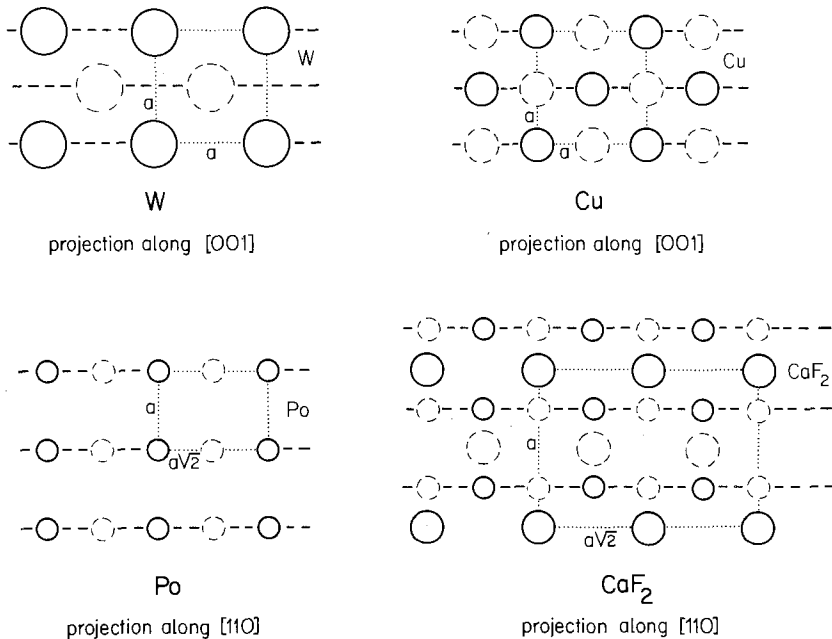 W
a
a
W
projection along [001]
Cu
a
a
Cu
projection along [001]
Po
a
a√2
Po
projection along [110]
CaF₂
a
a√2
CaF₂
projection along [110]